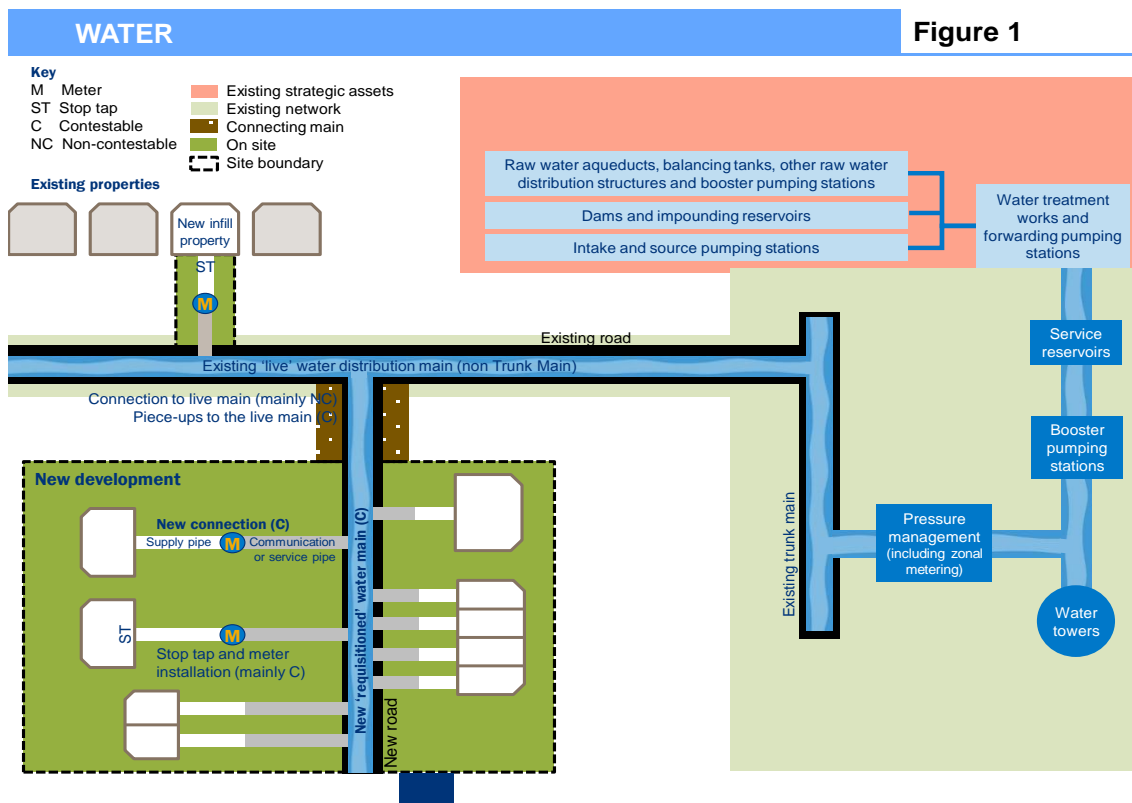 WATER
Figure 1
Key
M Meter
ST Stop tap
C Contestable
NC Non-contestable
Existing strategic assets
Existing network
Connecting main
On site
Site boundary
Existing properties
New infill
property
ST
M
Raw water aqueducts, balancing tanks, other raw water
distribution structures and booster pumping stations
Dams and impounding reservoirs
Intake and source pumping stations
Water treatment
works and
forwarding pumping
stations
Existing road
Existing 'live' water distribution main (non Trunk Main)
Service
reservoirs
Connection to live main (mainly NC)
Piece-ups to the live main (C)
Booster
pumping
stations
New development
New connection (C)
Supply pipe
M
Communication
or service pipe
New 'requisitioned' water main (C)
Existing trunk main
Pressure
management
(including zonal
metering)
Water
towers
ST
M
Stop tap and meter
installation (mainly C)
New road